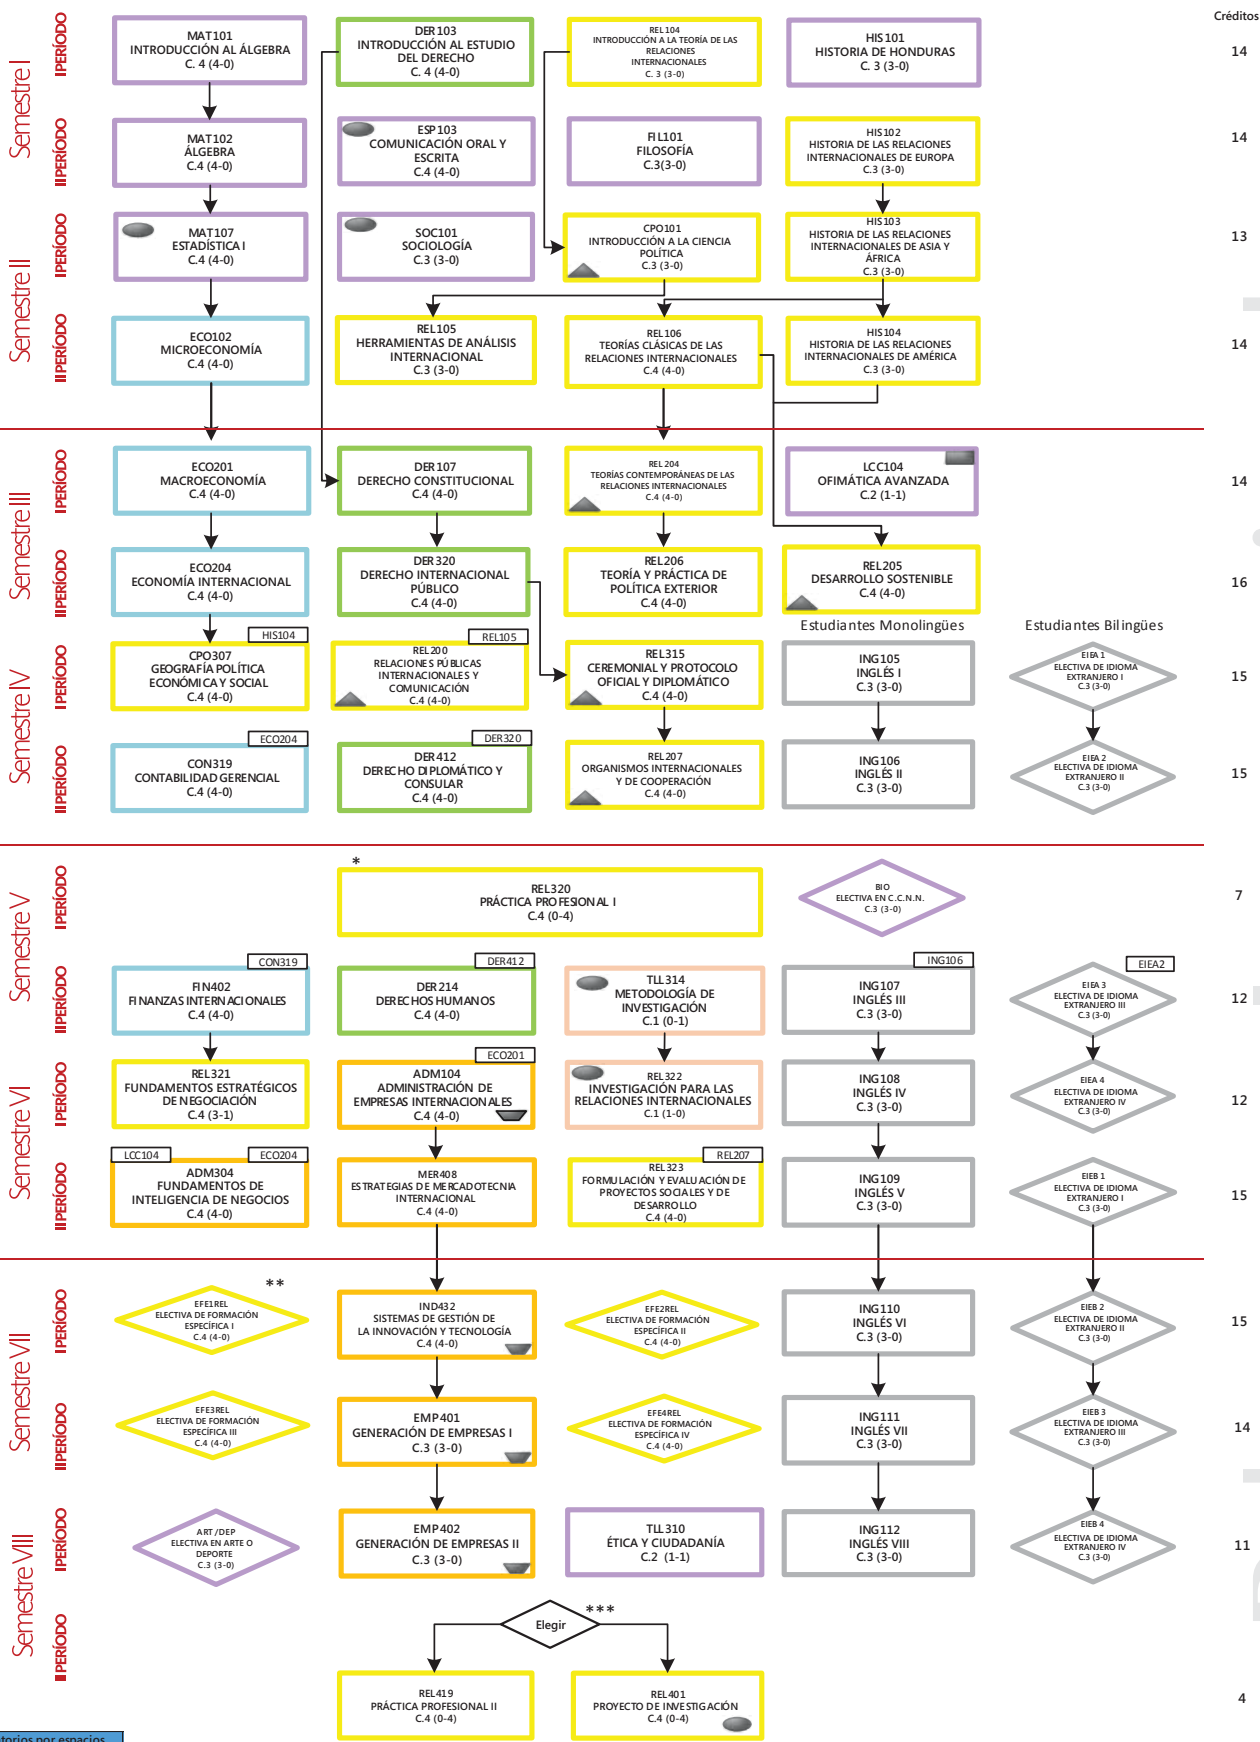 Créditos
Semestre I
I PERÍODO
MAT101
INTRODUCCIÓN AL ÁLGEBRA
C. 4 (4-0)
DER103
INTRODUCCIÓN AL ESTUDIO
DEL DERECHO
C. 4 (4-0)
REL104
INTRODUCCIÓN A LA TEORÍA DE LAS
RELACIONES
INTERNACIONALES
C. 3 (3-0)
HIS101
HISTORIA DE HONDURAS
C. 3 (3-0)
14
II PERÍODO
MAT102
ÁLGEBRA
C.4 (4-0)
ESP103
COMUNICACIÓN ORAL Y
ESCRITA
C.4 (4-0)
FIL101
FILOSOFÍA
C.3(3-0)
HIS102
HISTORIA DE LAS RELACIONES
INTERNACIONALES DE EUROPA
C.3 (3-0)
14
Semestre II
I PERÍODO
MAT107
ESTADÍSTICA I
C.4 (4-0)
SOC101
SOCIOLOGÍA
C.3 (3-0)
CPO101
INTRODUCCIÓN A LA CIENCIA
POLÍTICA
C.3 (3-0)
HIS103
HISTORIA DE LAS RELACIONES
INTERNACIONALES DE ASIA Y
ÁFRICA
C.3 (3-0)
13
II PERÍODO
ECO102
MICROECONOMÍA
C.4 (4-0)
REL105
HERRAMIENTAS DE ANÁLISIS
INTERNACIONAL
C.3 (3-0)
REL106
TEORÍAS CLÁSICAS DE LAS
RELACIONES INTERNACIONALES
C.4 (4-0)
HIS104
HISTORIA DE LAS RELACIONES
INTERNACIONALES DE AMÉRICA
C.3 (3-0)
14
Semestre III
I PERÍODO
ECO201
MACROECONOMÍA
C.4 (4-0)
DER107
DERECHO CONSTITUCIONAL
C.4 (4-0)
REL 204
TEORÍAS CONTEMPORÁNEAS DE LAS
RELACIONES INTERNACIONALES
C.4 (4-0)
LCC104
OFIMÁTICA AVANZADA
C.2 (1-1)
14
II PERÍODO
ECO204
ECONOMÍA INTERNACIONAL
C.4 (4-0)
DER320
DERECHO INTERNACIONAL
PÚBLICO
C.4 (4-0)
REL206
TEORÍA Y PRÁCTICA DE
POLÍTICA EXTERIOR
C.4 (4-0)
REL205
DESARROLLO SOSTENIBLE
C.4 (4-0)
16
Estudiantes Monolingües
Estudiantes Bilingües
Semestre IV
I PERÍODO
HIS104
CPO307
GEOGRAFÍA POLÍTICA
ECONÓMICA Y SOCIAL
C.4 (4-0)
REL105
REL200
RELACIONES PÚBLICAS
INTERNACIONALES Y
COMUNICACIÓN
C.4 (4-0)
REL315
CEREMONIAL Y PROTOCOLO
OFICIAL Y DIPLOMÁTICO
C.4 (4-0)
ING105
INGLÉS I
C.3 (3-0)
EIEA 1
ELECTIVA DE IDIOMA
EXTRANJERO I
C.3 (3-0)
15
II PERÍODO
ECO204
CON319
CONTABILIDAD GERENCIAL
C.4 (4-0)
DER320
DER412
DERECHO DIPLOMÁTICO Y
CONSULAR
C.4 (4-0)
REL207
ORGANISMOS INTERNACIONALES
Y DE COOPERACIÓN
C.4 (4-0)
ING106
INGLÉS II
C.3 (3-0)
EIEA 2
ELECTIVA DE IDIOMA
EXTRANJERO II
C.3 (3-0)
15
Semestre V
I PERÍODO
*
REL320
PRÁCTICA PROFESIONAL I
C.4 (0-4)
BIO
ELECTIVA EN C.C.N.N.
C.3 (3-0)
7
II PERÍODO
CON319
FIN402
FINANZAS INTERNACIONALES
C.4 (4-0)
DER412
DER214
DERECHOS HUMANOS
C.4 (4-0)
TLL314
METODOLOGÍA DE
INVESTIGACIÓN
C.1 (0-1)
ING106
ING107
INGLÉS III
C.3 (3-0)
EIEA2
EIEA 3
ELECTIVA DE IDIOMA
EXTRANJERO III
C.3 (3-0)
12
Semestre VI
I PERÍODO
REL321
FUNDAMENTOS ESTRATÉGICOS
DE NEGOCIACIÓN
C.4 (3-1)
ECO201
ADM104
ADMINISTRACIÓN DE
EMPRESAS INTERNACIONALES
C.4 (4-0)
REL322
INVESTIGACIÓN PARA LAS
RELACIONES INTERNACIONALES
C.1 (1-0)
ING108
INGLÉS IV
C.3 (3-0)
EIEA 4
ELECTIVA DE IDIOMA
EXTRANJERO IV
C.3 (3-0)
12
II PERÍODO
LCC104
ECO204
ADM304
FUNDAMENTOS DE
INTELIGENCIA DE NEGOCIOS
C.4 (4-0)
MER408
ESTRATEGIAS DE MERCADOTECNIA
INTERNACIONAL
C.4 (4-0)
REL207
REL323
FORMULACIÓN Y EVALUACIÓN DE
PROYECTOS SOCIALES Y DE
DESARROLLO
C.4 (4-0)
ING109
INGLÉS V
C.3 (3-0)
EIEB 1
ELECTIVA DE IDIOMA
EXTRANJERO I
C.3 (3-0)
15
Semestre VII
I PERÍODO
**
EFE1REL
ELECTIVA DE FORMACIÓN
ESPECÍFICA I
C.4 (4-0)
IND432
SISTEMAS DE GESTIÓN DE
LA INNOVACIÓN Y TECNOLOGÍA
C.4 (4-0)
EFE2REL
ELECTIVA DE FORMACIÓN
ESPECÍFICA II
C.4 (4-0)
ING110
INGLÉS VI
C.3 (3-0)
EIEB 2
ELECTIVA DE IDIOMA
EXTRANJERO II
C.3 (3-0)
15
II PERÍODO
EFE3REL
ELECTIVA DE FORMACIÓN
ESPECÍFICA III
C.4 (4-0)
EMP401
GENERACIÓN DE EMPRESAS I
C.3 (3-0)
EFE4REL
ELECTIVA DE FORMACIÓN
ESPECÍFICA IV
C.4 (4-0)
ING111
INGLÉS VII
C.3 (3-0)
EIEB 3
ELECTIVA DE IDIOMA
EXTRANJERO III
C.3 (3-0)
14
Semestre VIII
I PERÍODO
ART /DEP
ELECTIVA EN ARTE O
DEPORTE
C.3 (3-0)
EMP402
GENERACIÓN DE EMPRESAS II
C.3 (3-0)
TLL310
ÉTICA Y CIUDADANÍA
C.2 (1-1)
ING112
INGLÉS VIII
C.3 (3-0)
EIEB 4
ELECTIVA DE IDIOMA
EXTRANJERO IV
C.3 (3-0)
11
II PERÍODO
Elegir
***
REL419
PRÁCTICA PROFESIONAL II
C.4 (0-4)
REL401
PROYECTO DE INVESTIGACIÓN
C.4 (0-4)
4
por espacios